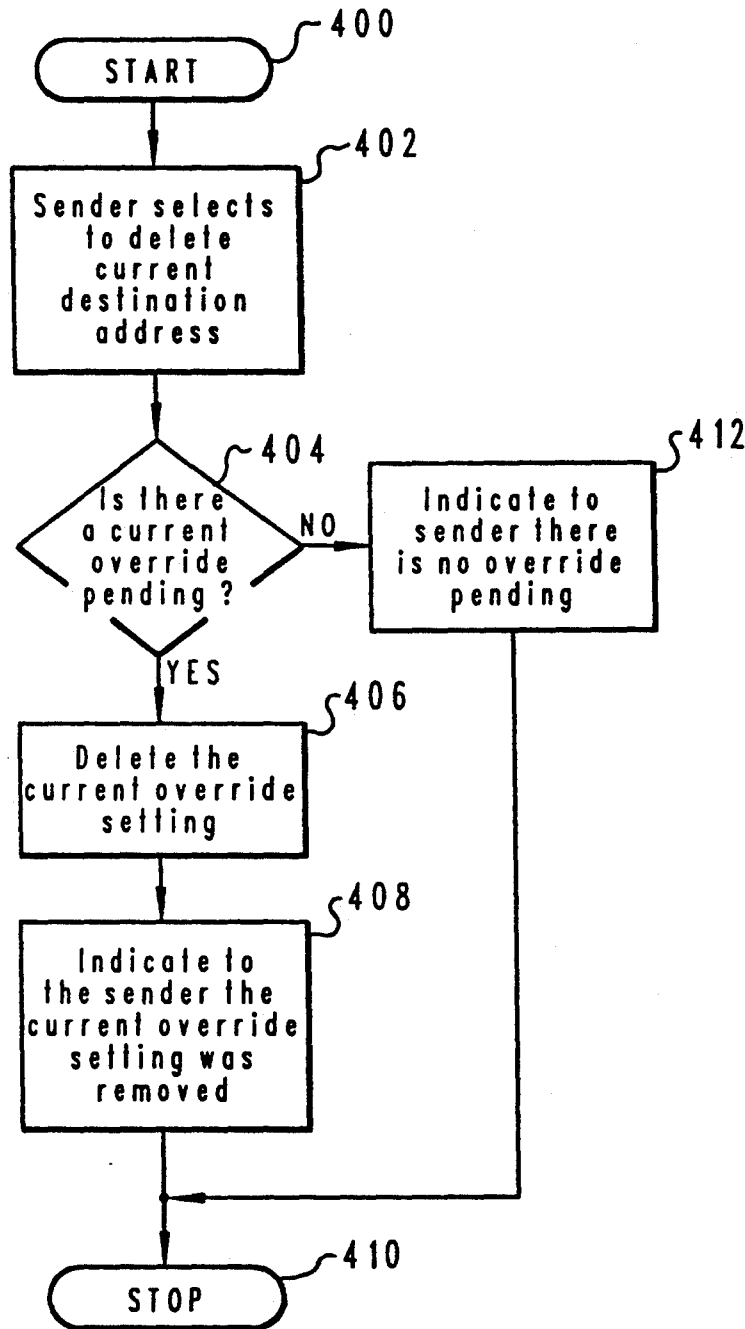 400
START
402
Sender selects
to delete
current
destination
address
404
Is there
a current
override
pending ?
NO
412
Indicate to
sender there
is no override
pending
YES
406
Delete the
current override
setting
408
Indicate to
the sender the
current override
setting was
removed
410
STOP